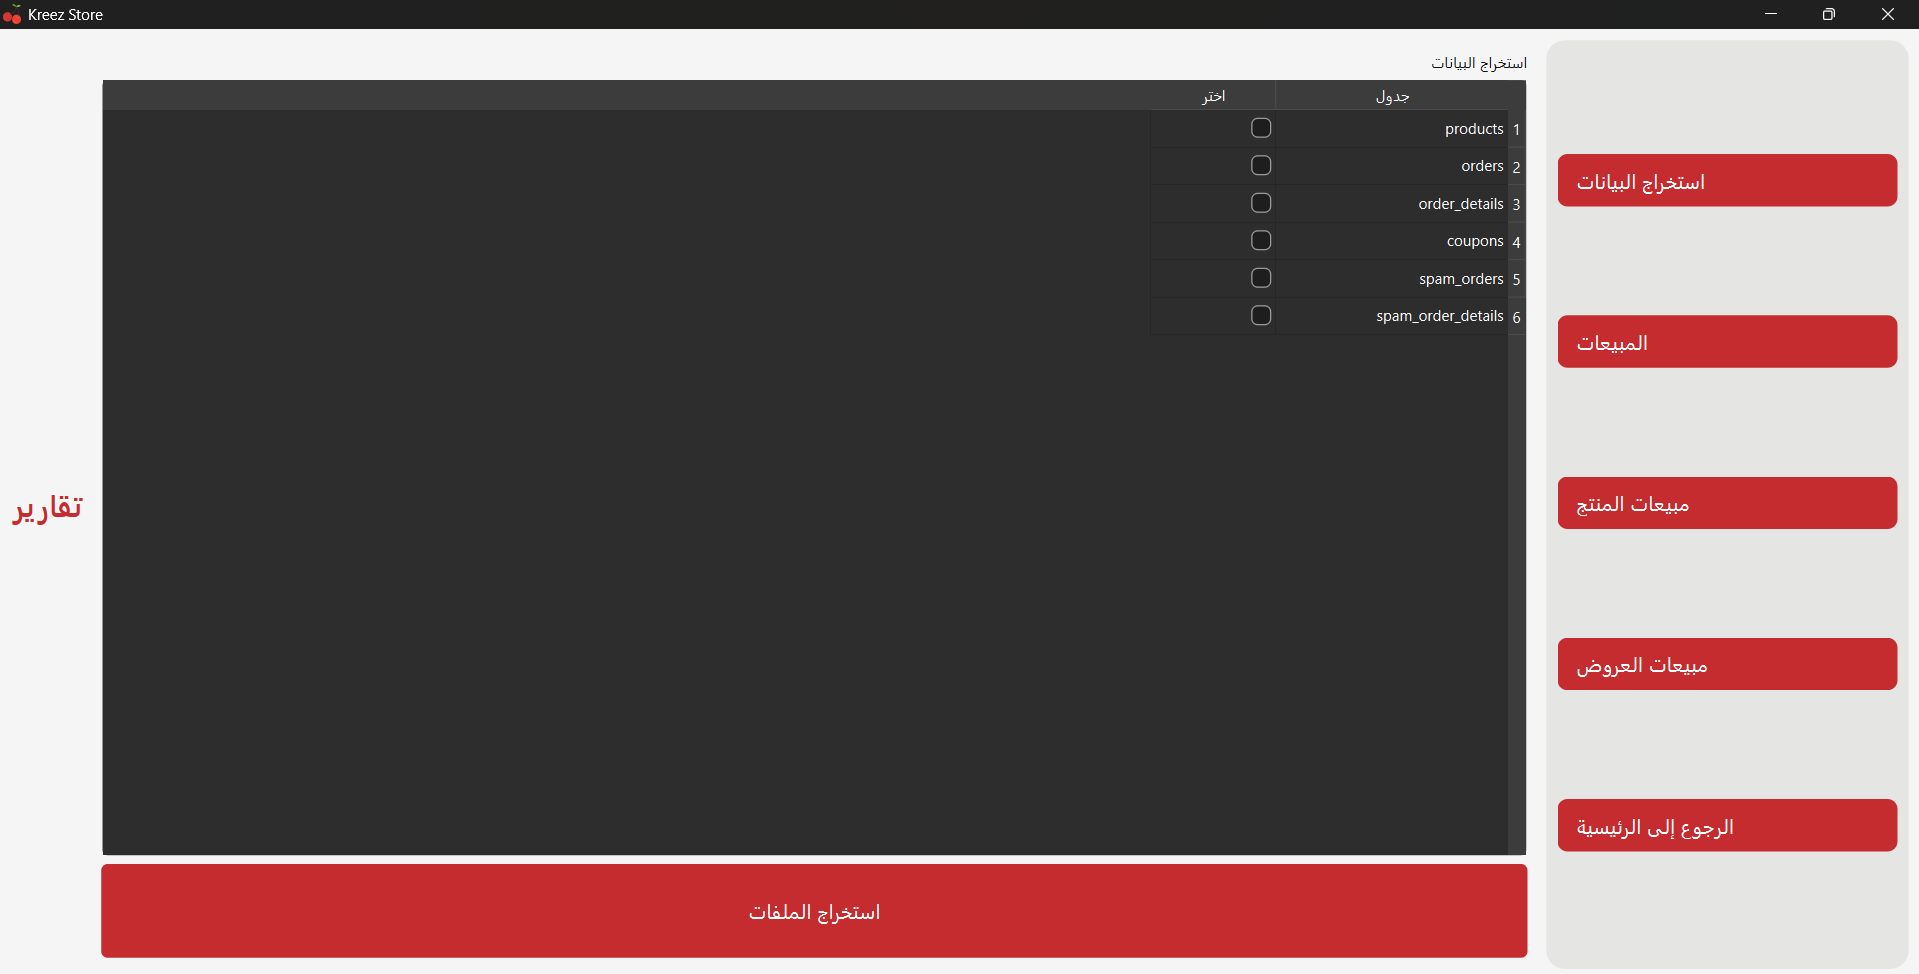 Kreez Store
استخراج البيانات
جدول اختر
1 products
2 orders
3 order_details
4 coupons
5 spam_orders
6 spam_order_details
استخراج الملفات
استخراج البيانات
المبيعات
مبيعات المنتج
مبيعات العروض
الرجوع إلى الرئيسية
تقارير